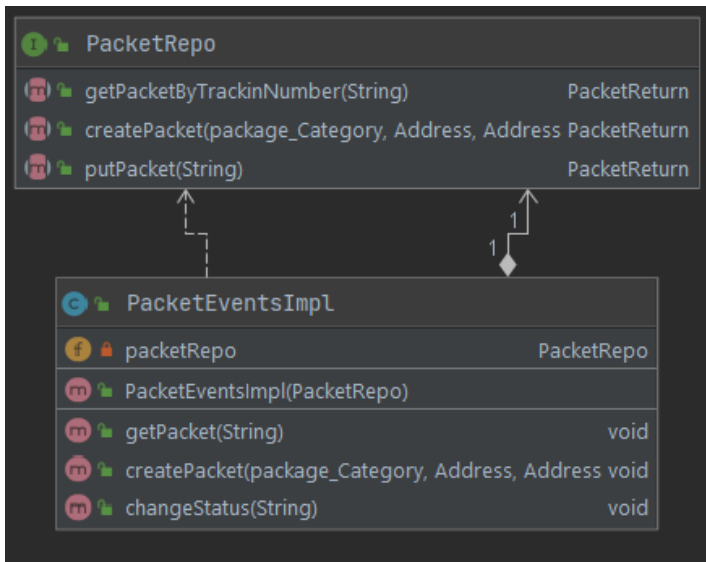 I PacketRepo
m getPacketByTrackinNumber(String) PacketReturn
m createPacket(package_Category, Address, Address PacketReturn
m putPacket(String) PacketReturn
1
1
C PacketEventsImpl
f packetRepo PacketRepo
m PacketEventsImpl(PacketRepo)
m getPacket(String) void
m createPacket(package_Category, Address, Address void
m changeStatus(String) void